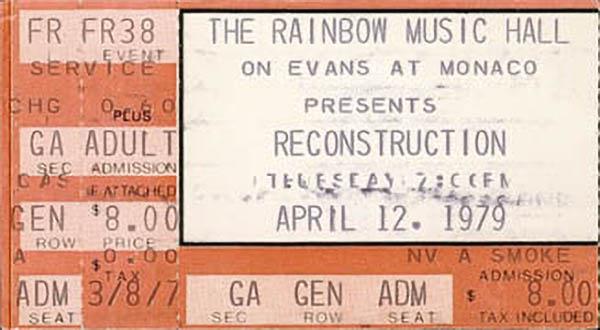 FR FR38
EVENT
SERVICE
CHG 0.60
PLUS
GA ADULT
SEC ADMISSION
GAS IF ATTACHED
GEN $8.00
ROW PRICE
A $0.00
TAX
ADM 3/8/7
SEAT
THE RAINBOW MUSIC HALL
ON EVANS AT MONACO
PRESENTS
RECONSTRUCTION
APRIL 12. 1979
NV A SMOKE
ADMISSION
GA GEN ADM $ 8.00
SEC ROW SEAT TAX INCLUDED